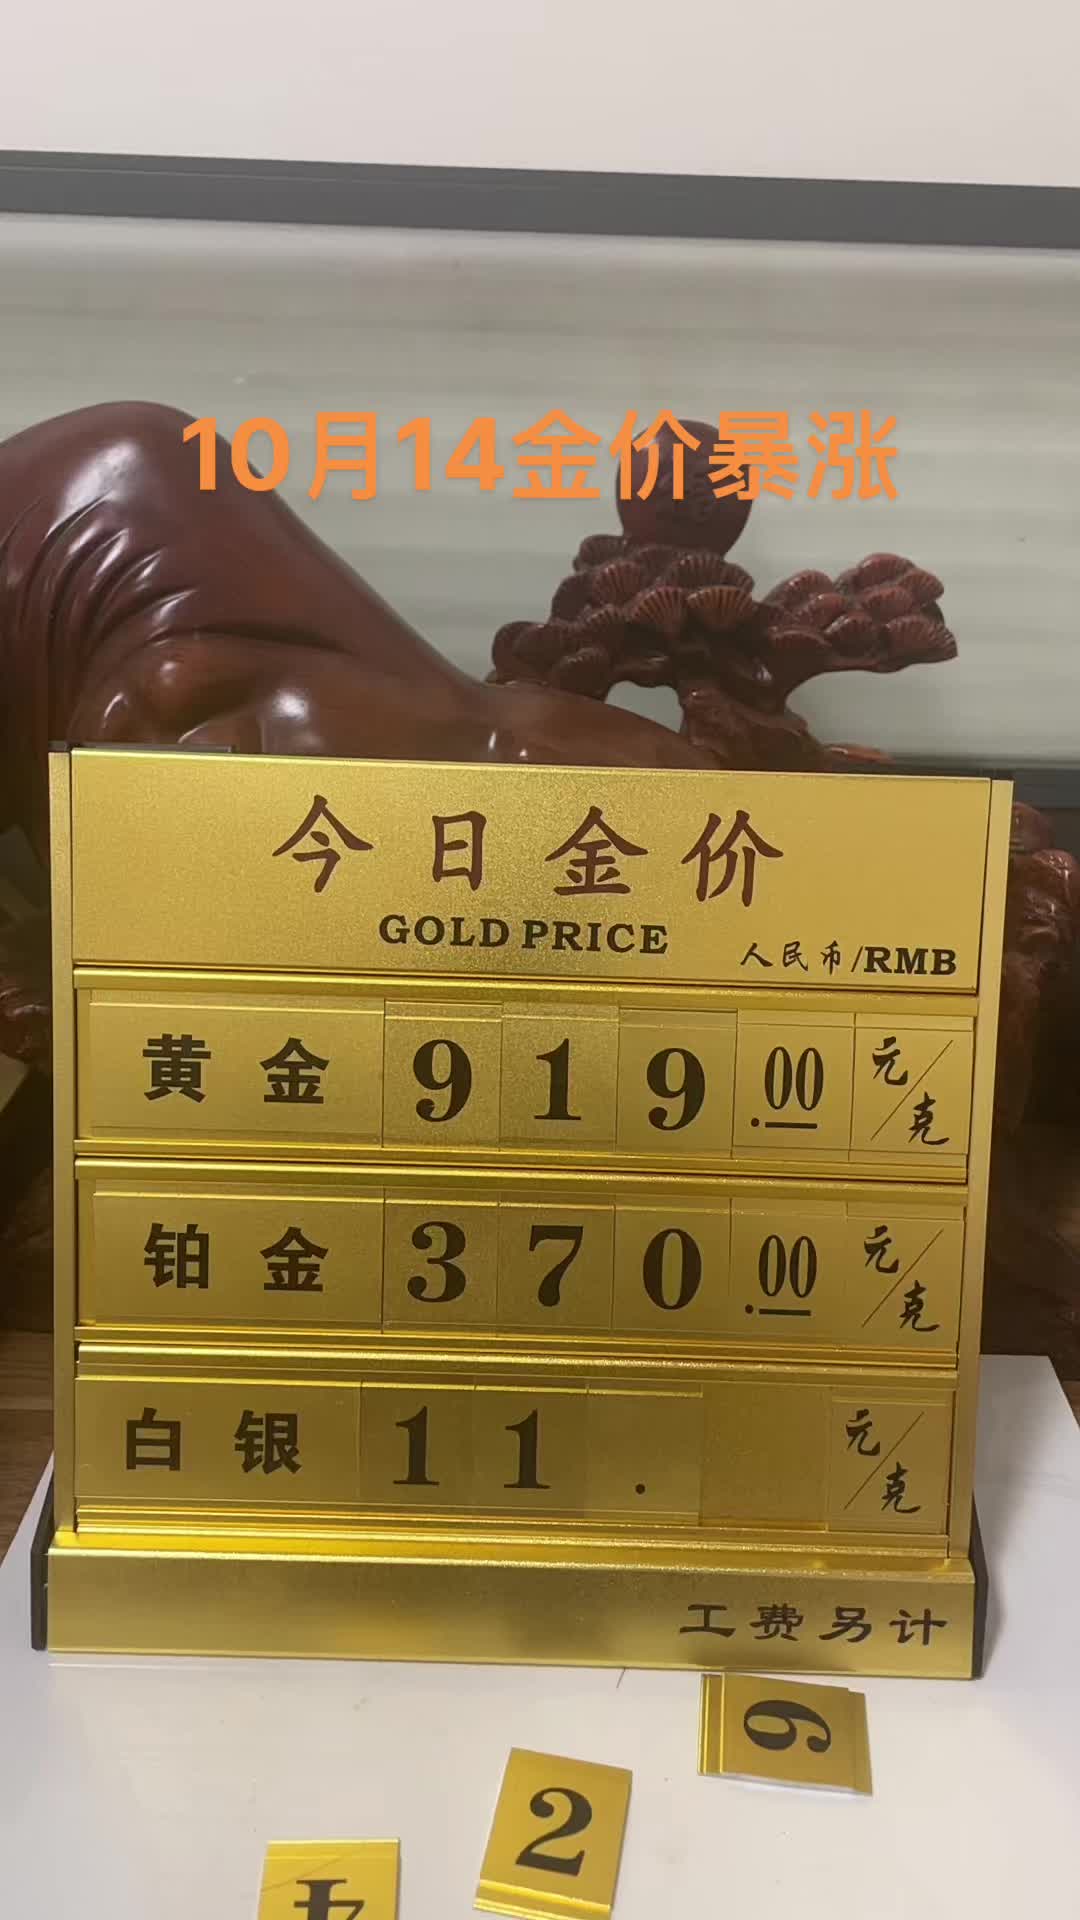 10月14金价暴涨
今日金价
GOLD PRICE
人民币/RMB
黄金 919.00 元/克
铂金 370.00 元/克
白银 11. 元/克
工费另计
6
2
4